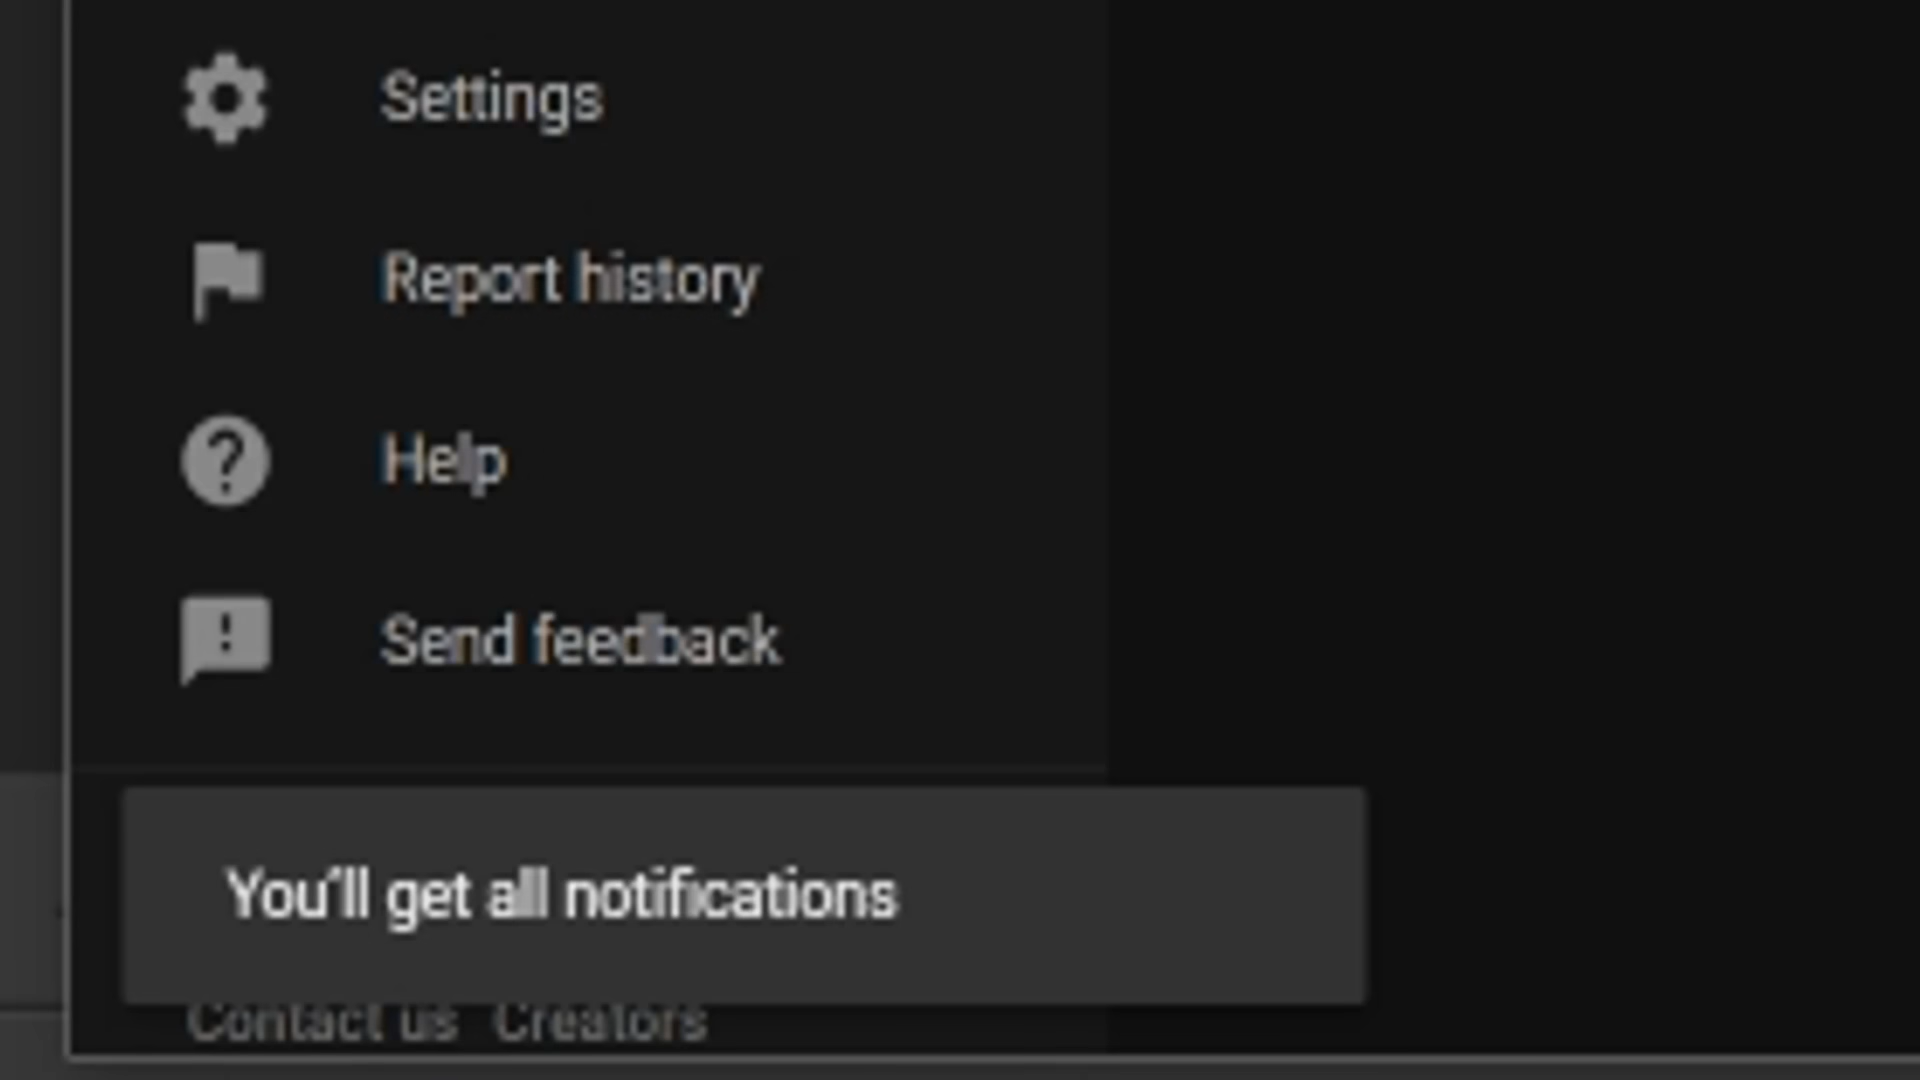 Settings
Report history
Help
Send feedback
You'll get all notifications
Contact us Creators